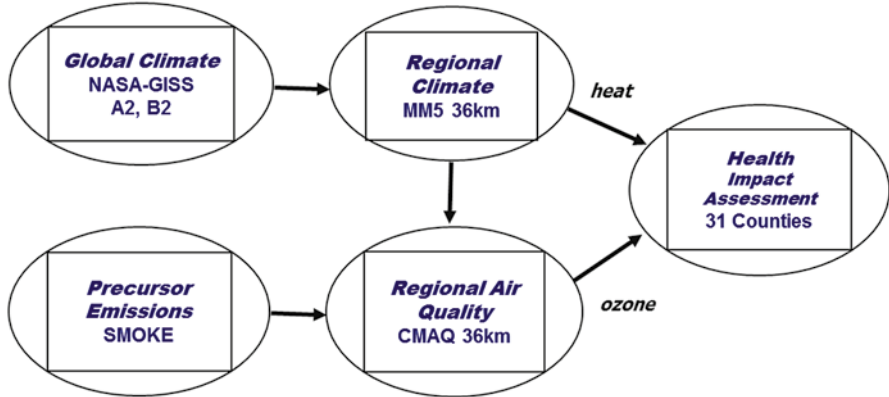 Global Climate
NASA-GISS
A2, B2
Regional
Climate
MM5 36km
heat
Health
Impact
Assessment
31 Counties
Precursor
Emissions
SMOKE
Regional Air
Quality
CMAQ 36km
ozone